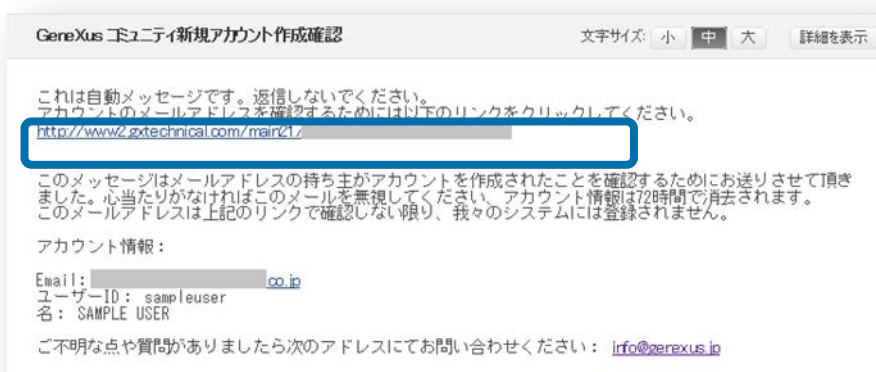 GeneXus コミュニティ新規アカウント作成確認
文字サイズ: 小 中 大 詳細を表示
これは自動メッセージです。返信しないでください。
アカウントのメールアドレスを確認するためには以下のリンクをクリックしてください。
http://www2.gxtechnical.com/main21/
このメッセージはメールアドレスの持ち主がアカウントを作成されたことを確認するためにお送りさせて頂き
ました。心当たりがなければこのメールを無視してください、アカウント情報は72時間で消去されます。
このメールアドレスは上記のリンクで確認しない限り、我々のシステムには登録されません。
アカウント情報：
Email: co.jp
ユーザーID： sampleuser
名： SAMPLE USER
ご不明な点や質問がありましたら次のアドレスにてお問い合わせください： info@genexus.jp